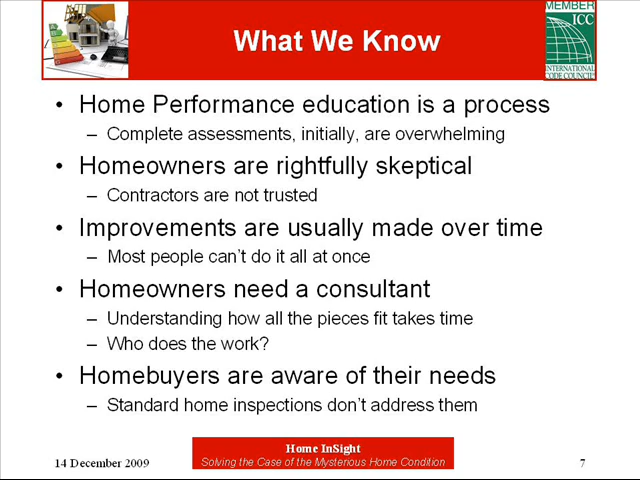 What We Know
MEMBER
ICC
INTERNATIONAL
CODE COUNCIL
• Home Performance education is a process
– Complete assessments, initially, are overwhelming
• Homeowners are rightfully skeptical
– Contractors are not trusted
• Improvements are usually made over time
– Most people can't do it all at once
• Homeowners need a consultant
– Understanding how all the pieces fit takes time
– Who does the work?
• Homebuyers are aware of their needs
– Standard home inspections don't address them
14 December 2009
Home InSight
Solving the Case of the Mysterious Home Condition
7